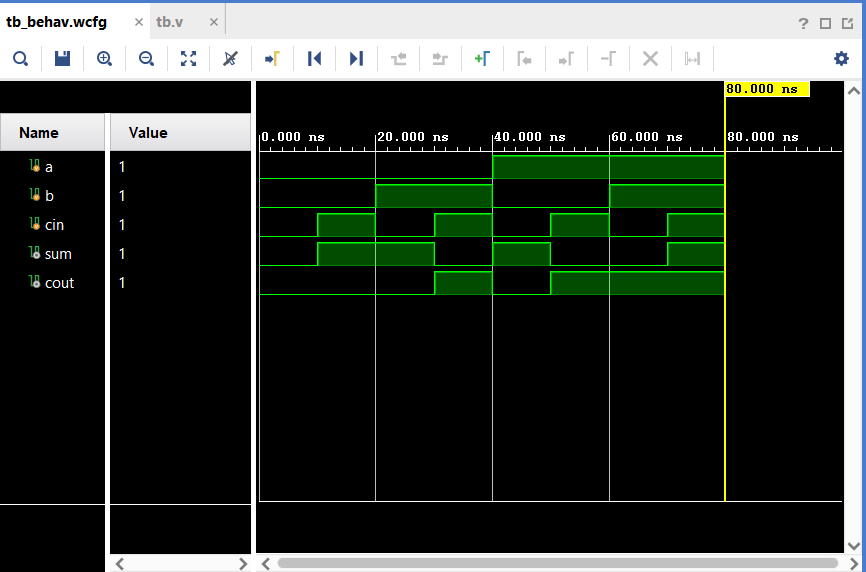 tb_behav.wcfg × tb.v ×
? 
80.000 ns
Name Value
0.000 ns 20.000 ns 40.000 ns 60.000 ns 80.000 ns
a 1
b 1
cin 1
sum 1
cout 1